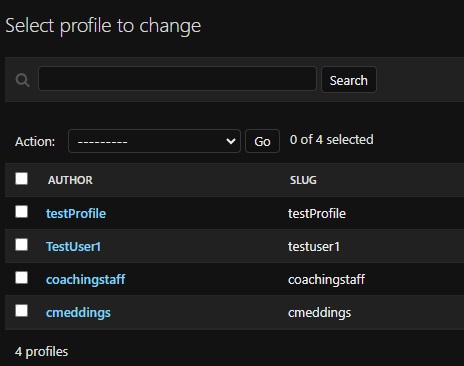 Select profile to change
Search
Action: --------- Go 0 of 4 selected
AUTHOR SLUG
testProfile testProfile
TestUser1 testuser1
coachingstaff coachingstaff
cmeddings cmeddings
4 profiles